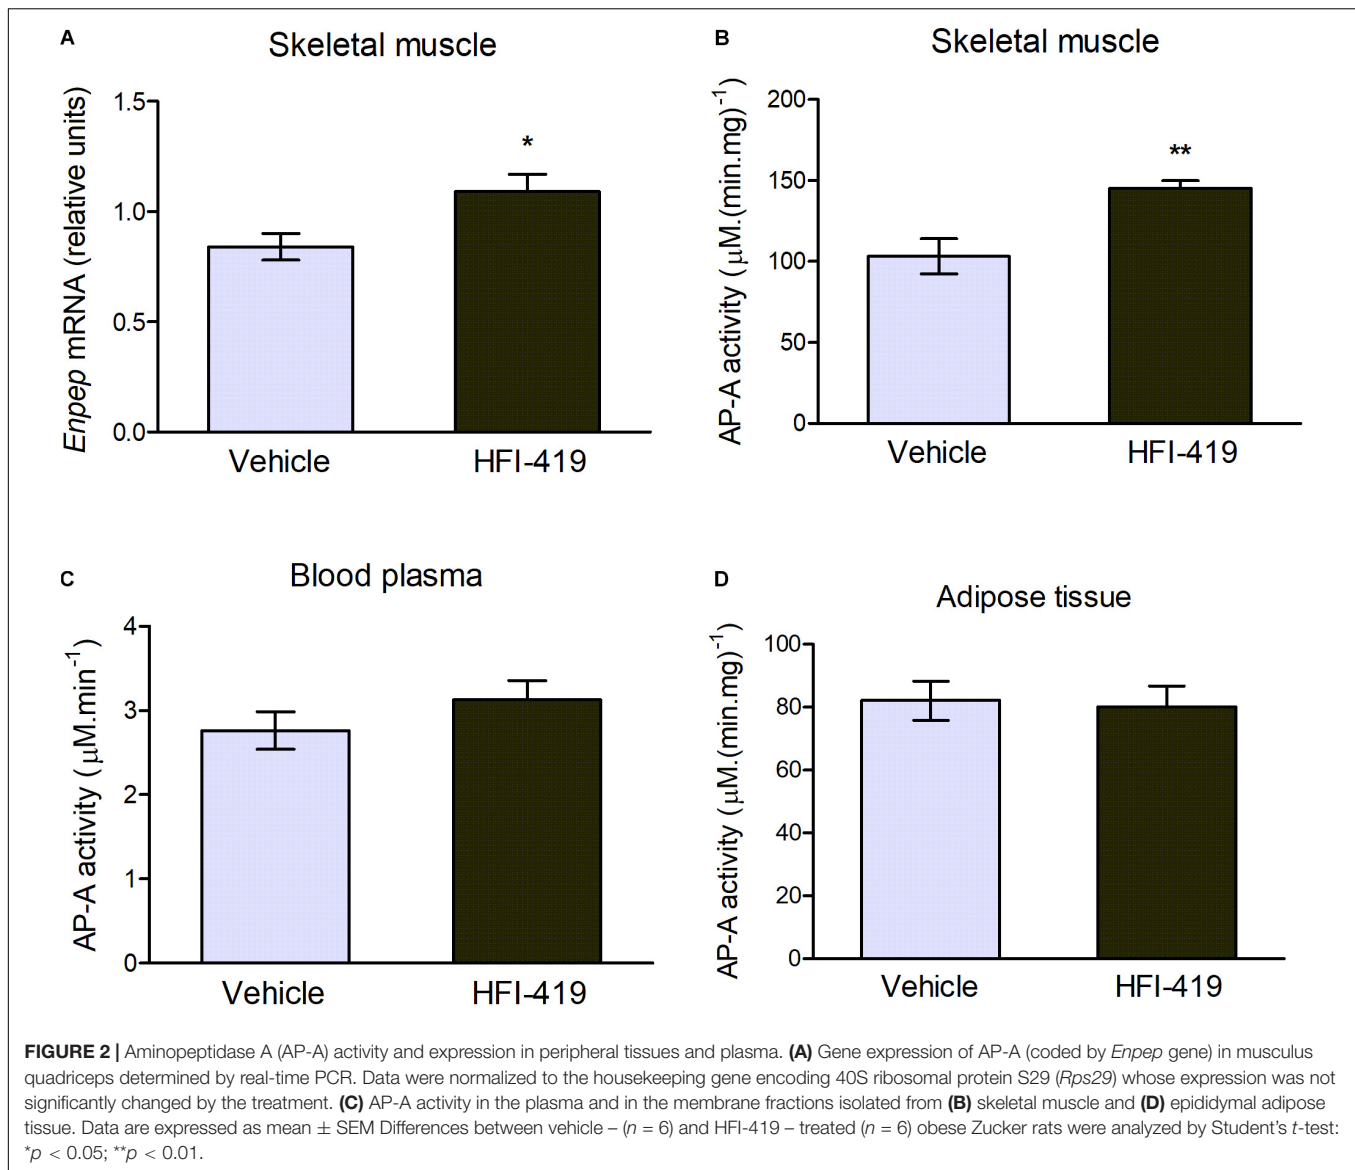 A
Skeletal muscle
Enpep mRNA (relative units)
1.5
1.0
0.5
0.0
*
Vehicle
HFI-419
B
Skeletal muscle
AP-A activity (μM.(min.mg)⁻¹
200
150
100
50
0
**
Vehicle
HFI-419
C
Blood plasma
AP-A activity (μM.min⁻¹)
4
3
2
1
0
Vehicle
HFI-419
D
Adipose tissue
AP-A activity (μM.(min.mg)⁻¹
100
80
60
40
20
0
Vehicle
HFI-419
FIGURE 2 | Aminopeptidase A (AP-A) activity and expression in peripheral tissues and plasma. (A) Gene expression of AP-A (coded by Enpep gene) in musculus
quadriceps determined by real-time PCR. Data were normalized to the housekeeping gene encoding 40S ribosomal protein S29 (Rps29) whose expression was not
significantly changed by the treatment. (C) AP-A activity in the plasma and in the membrane fractions isolated from (B) skeletal muscle and (D) epididymal adipose
tissue. Data are expressed as mean ± SEM Differences between vehicle – (n = 6) and HFI-419 – treated (n = 6) obese Zucker rats were analyzed by Student's t-test:
*p < 0.05; **p < 0.01.